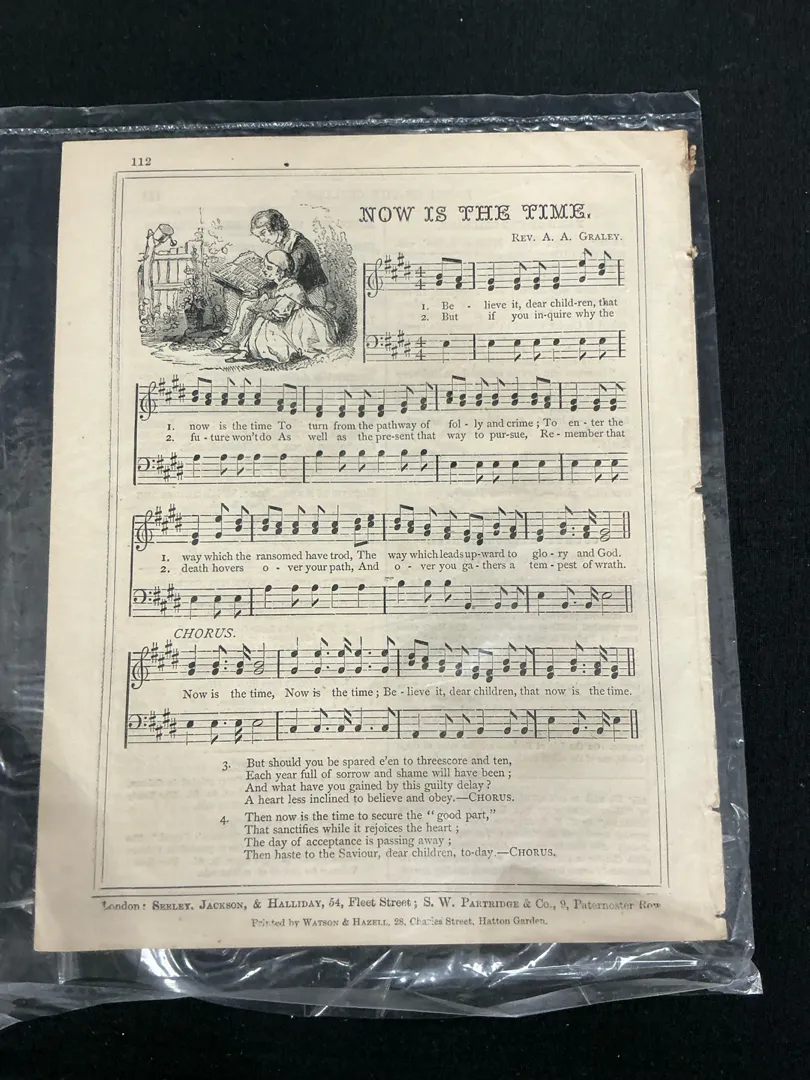 112
NOW IS THE TIME.
REV. A. A. GRALEY.
1. Be - lieve it, dear child-ren, that
2. But if you in-quire why the
1. now is the time To turn from the pathway of fol - ly and crime ; To en - ter the
2. fu - ture won't do As well as the pre-sent that way to pur-sue, Re - member that
1. way which the ransomed have trod, The way which leads up-ward to glo - ry and God.
2. death hovers o - ver your path, And o - ver you ga - thers a tem - pest of wrath.
CHORUS.
Now is the time, Now is the time ; Be - lieve it, dear children, that now is the time.
3. But should you be spared e'en to threescore and ten,
Each year full of sorrow and shame will have been ;
And what have you gained by this guilty delay ?
A heart less inclined to believe and obey.—CHORUS.
4. Then now is the time to secure the "good part,"
That sanctifies while it rejoices the heart ;
The day of acceptance is passing away ;
Then haste to the Saviour, dear children, to-day.—CHORUS.
London : SEELEY, JACKSON, & HALLIDAY, 54, Fleet Street ; S. W. PARTRIDGE & Co., 9, Paternoster Row
Printed by WATSON & HAZELL, 28, Charles Street, Hatton Garden.